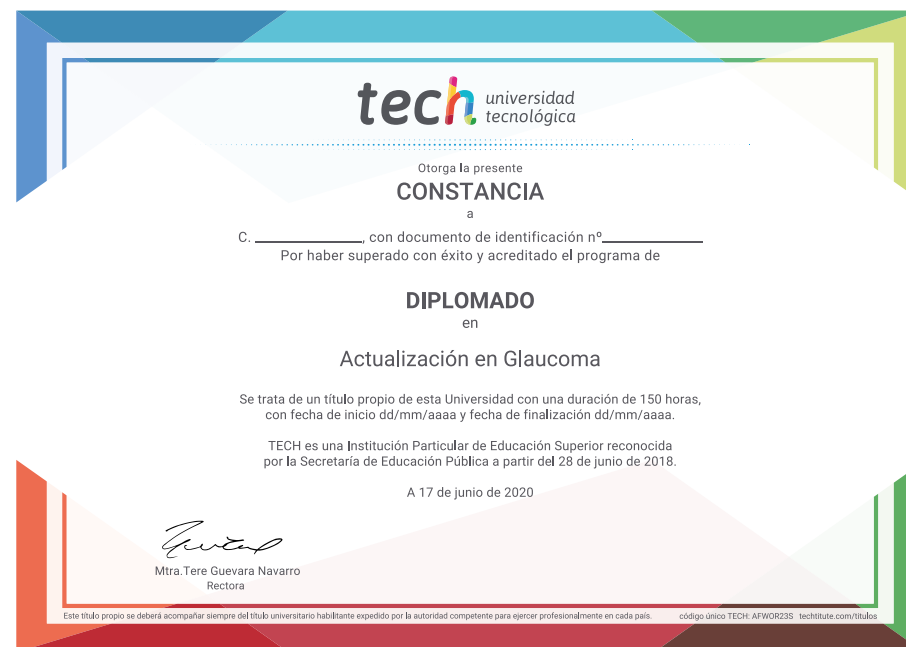 tech universidad
tecnológica
Otorga la presente
CONSTANCIA
a
C. ____________, con documento de identificación nº____________
Por haber superado con éxito y acreditado el programa de
DIPLOMADO
en
Actualización en Glaucoma
Se trata de un título propio de esta Universidad con una duración de 150 horas,
con fecha de inicio dd/mm/aaaa y fecha de finalización dd/mm/aaaa.
TECH es una Institución Particular de Educación Superior reconocida
por la Secretaría de Educación Pública a partir del 28 de junio de 2018.
A 17 de junio de 2020
Mtra.Tere Guevara Navarro
Rectora
Este título propio se deberá acompañar siempre del título universitario habilitante expedido por la autoridad competente para ejercer profesionalmente en cada país. código único TECH: AFWOR23S techtitute.com/titulos